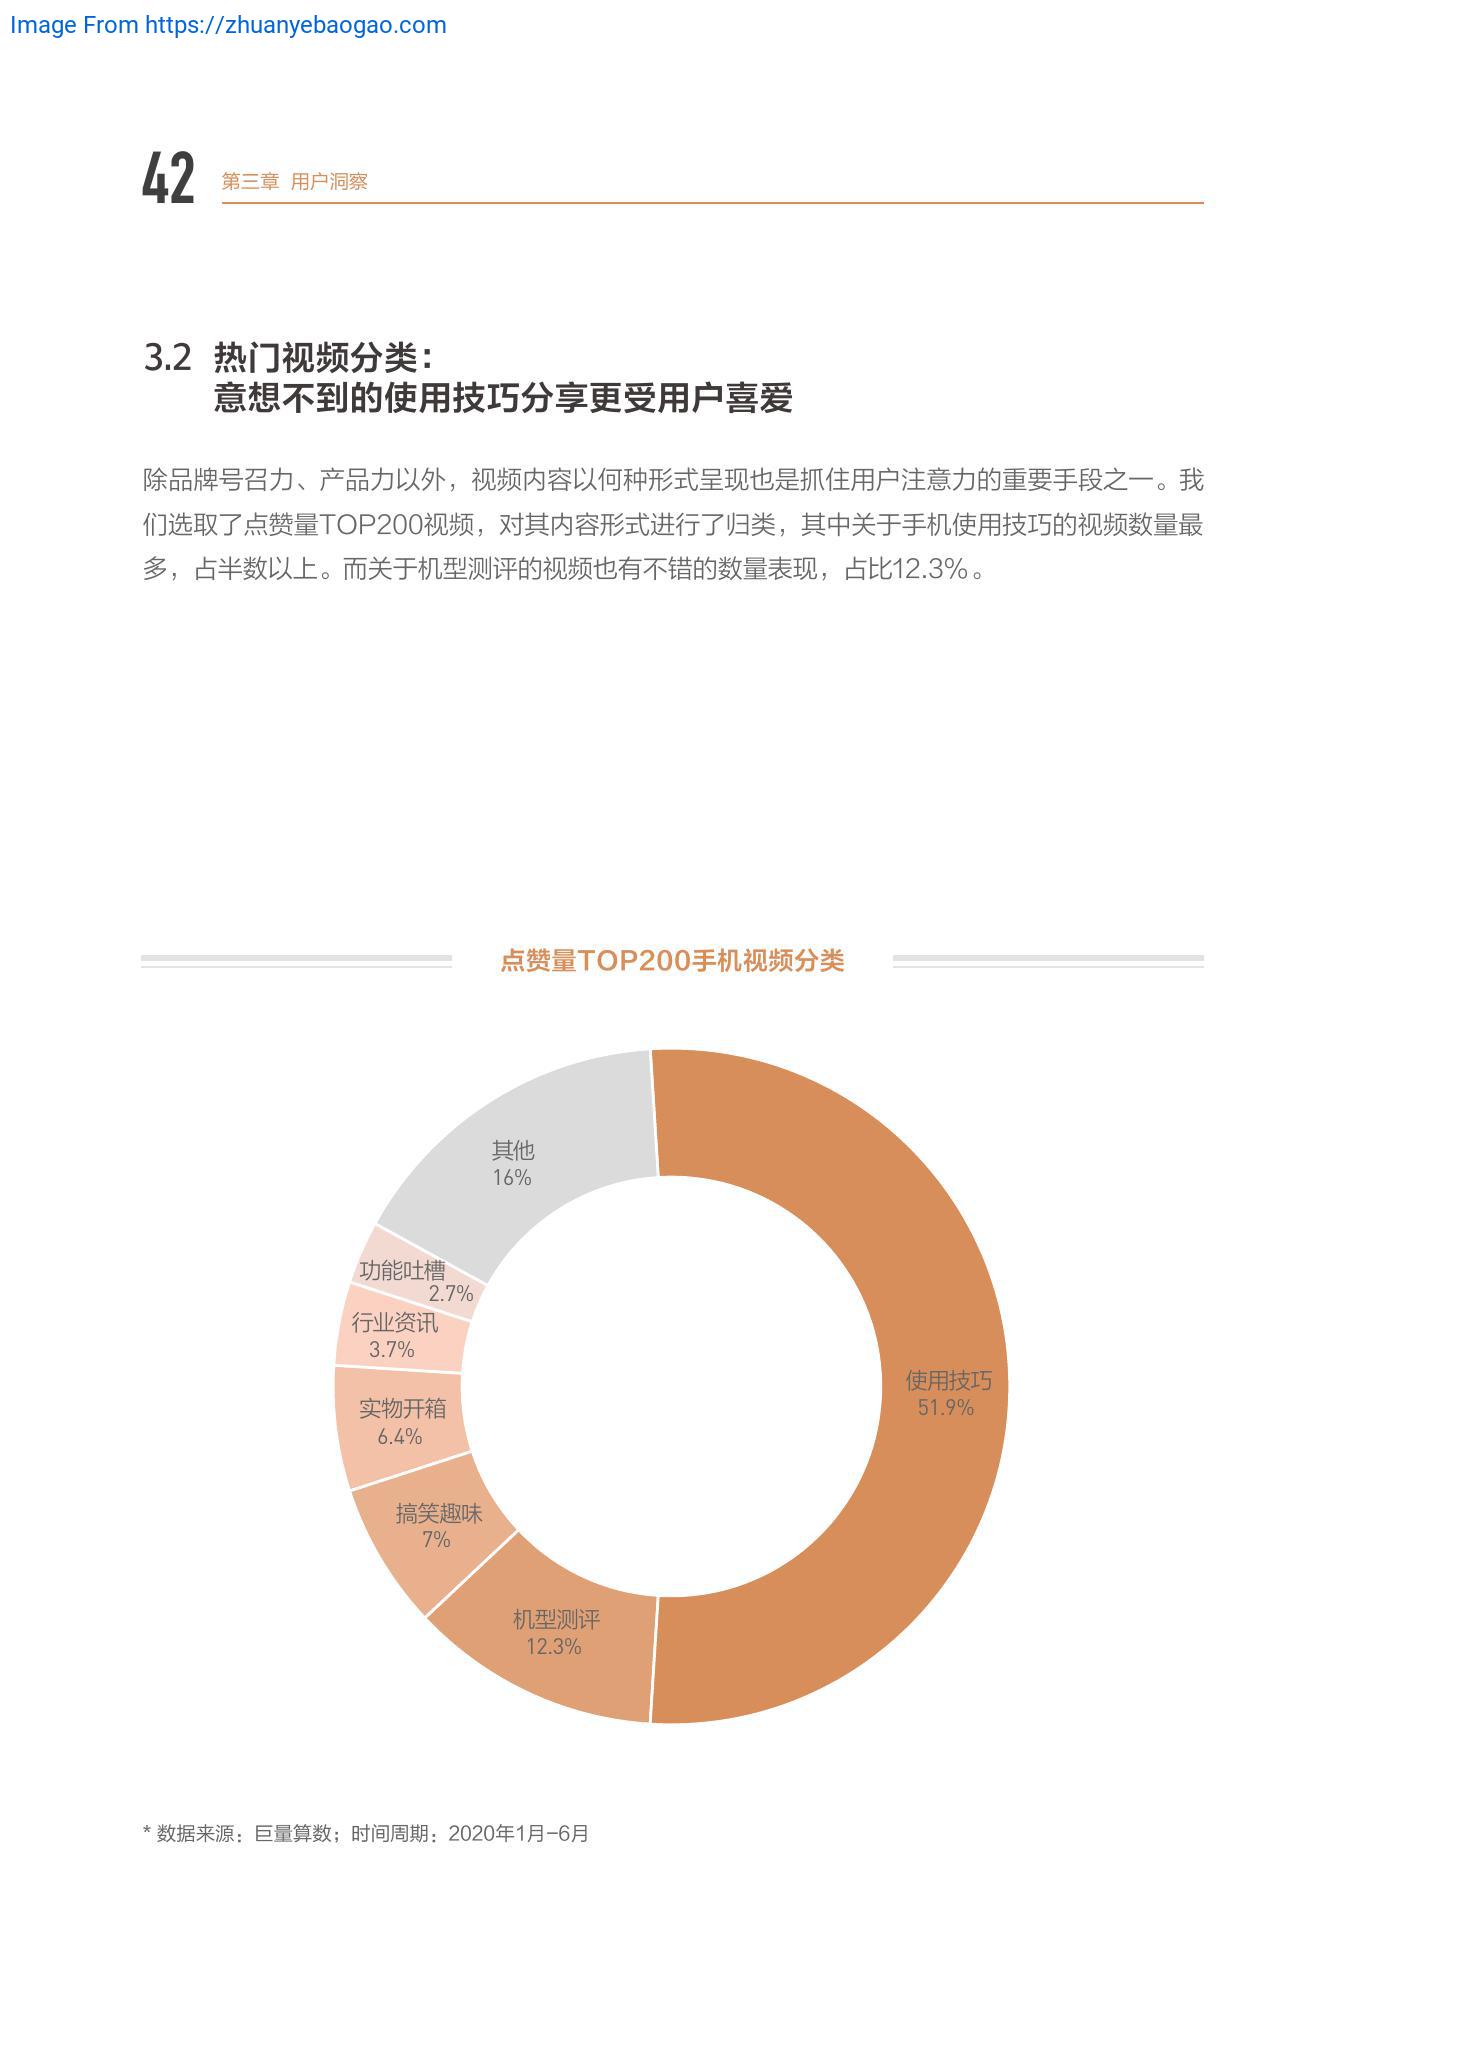 Image From https://zhuanyebaogao.com
42 第三章 用户洞察
3.2 热门视频分类：
意想不到的使用技巧分享更受用户喜爱
除品牌号召力、产品力以外，视频内容以何种形式呈现也是抓住用户注意力的重要手段之一。我
们选取了点赞量TOP200视频，对其内容形式进行了归类，其中关于手机使用技巧的视频数量最
多，占半数以上。而关于机型测评的视频也有不错的数量表现，占比12.3%。
点赞量TOP200手机视频分类
其他
16%
功能吐槽
2.7%
行业资讯
3.7%
使用技巧
51.9%
实物开箱
6.4%
搞笑趣味
7%
机型测评
12.3%
* 数据来源：巨量算数；时间周期：2020年1月-6月